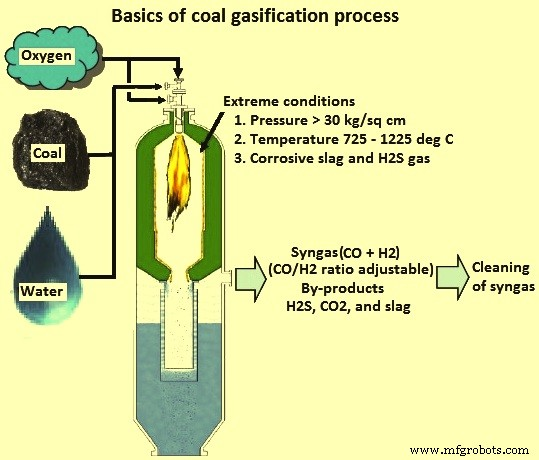 Basics of coal gasification process
Oxygen
Coal
Water
Extreme conditions
1. Pressure > 30 kg/sq cm
2. Temperature 725 - 1225 deg C
3. Corrosive slag and H2S gas
Syngas(CO + H2)
(CO/H2 ratio adjustable)
By-products
H2S, CO2, and slag
Cleaning
of syngas
www.mfgrobots.com